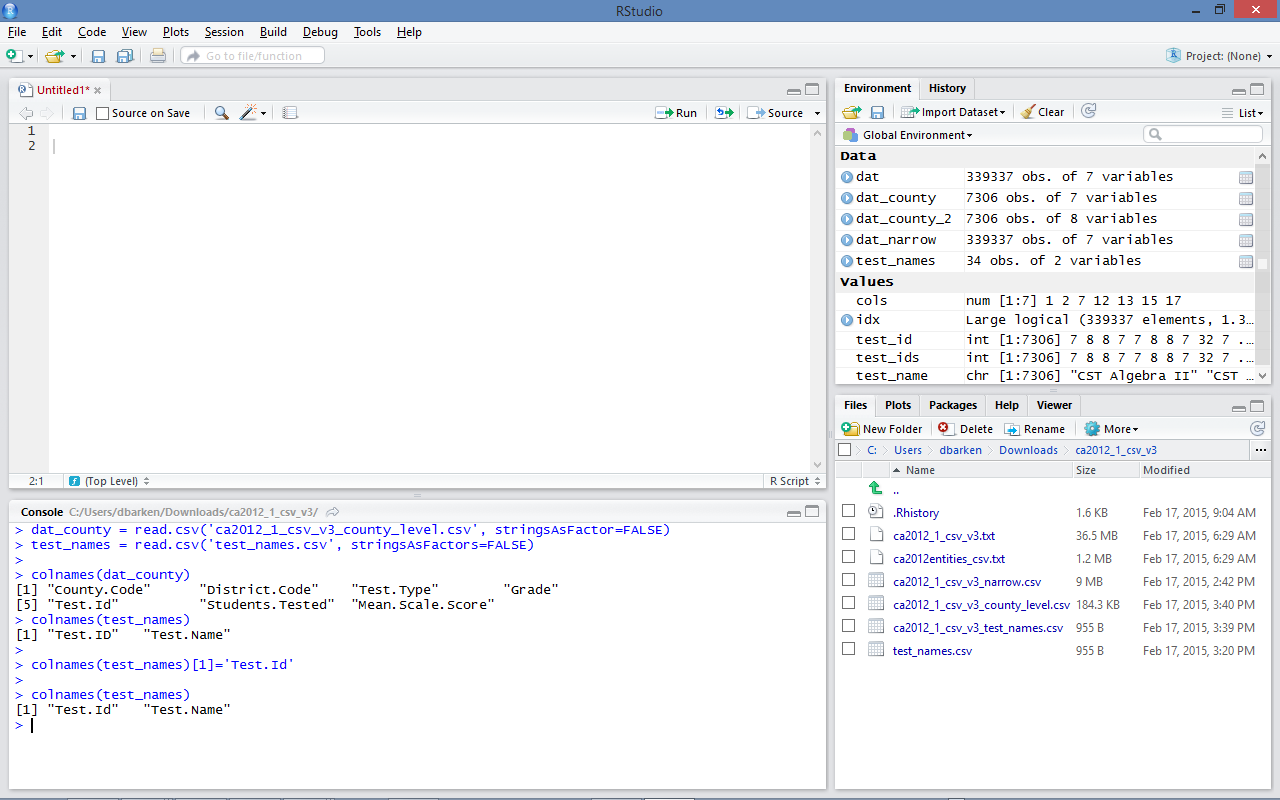 RStudio
File Edit Code View Plots Session Build Debug Tools Help
Go to file/function
Project: (None)
Untitled1*
Source on Save
Run
Source
1
2
2:1
(Top Level)
R Script
Console C:/Users/dbarken/Downloads/ca2012_1_csv_v3/
> dat_county = read.csv('ca2012_1_csv_v3_county_level.csv', stringsAsFactor=FALSE)
> test_names = read.csv('test_names.csv', stringsAsFactors=FALSE)
>
> colnames(dat_county)
[1] "County.Code" "District.Code" "Test.Type" "Grade"
[5] "Test.Id" "Students.Tested" "Mean.Scale.Score"
> colnames(test_names)
[1] "Test.ID" "Test.Name"
>
> colnames(test_names)[1]='Test.Id'
>
> colnames(test_names)
[1] "Test.Id" "Test.Name"
>
Environment History
Import Dataset Clear List
Global Environment
Data
dat 339337 obs. of 7 variables
dat_county 7306 obs. of 7 variables
dat_county_2 7306 obs. of 8 variables
dat_narrow 339337 obs. of 7 variables
test_names 34 obs. of 2 variables
Values
cols num [1:7] 1 2 7 12 13 15 17
idx Large logical (339337 elements, 1.3…
test_id int [1:7306] 7 8 8 7 7 8 8 7 32 7 ...
test_ids int [1:7306] 7 8 8 7 7 8 8 7 32 7 ...
test_name chr [1:7306] "CST Algebra II" "CST …
Files Plots Packages Help Viewer
New Folder Delete Rename More
C: Users dbarken Downloads ca2012_1_csv_v3 ...
Name Size Modified
..
.Rhistory 1.6 KB Feb 17, 2015, 9:04 AM
ca2012_1_csv_v3.txt 36.5 MB Feb 17, 2015, 6:29 AM
ca2012entities_csv.txt 1.2 MB Feb 17, 2015, 6:29 AM
ca2012_1_csv_v3_narrow.csv 9 MB Feb 17, 2015, 2:42 PM
ca2012_1_csv_v3_county_level.csv 184.3 KB Feb 17, 2015, 3:40 PM
ca2012_1_csv_v3_test_names.csv 955 B Feb 17, 2015, 3:39 PM
test_names.csv 955 B Feb 17, 2015, 3:20 PM